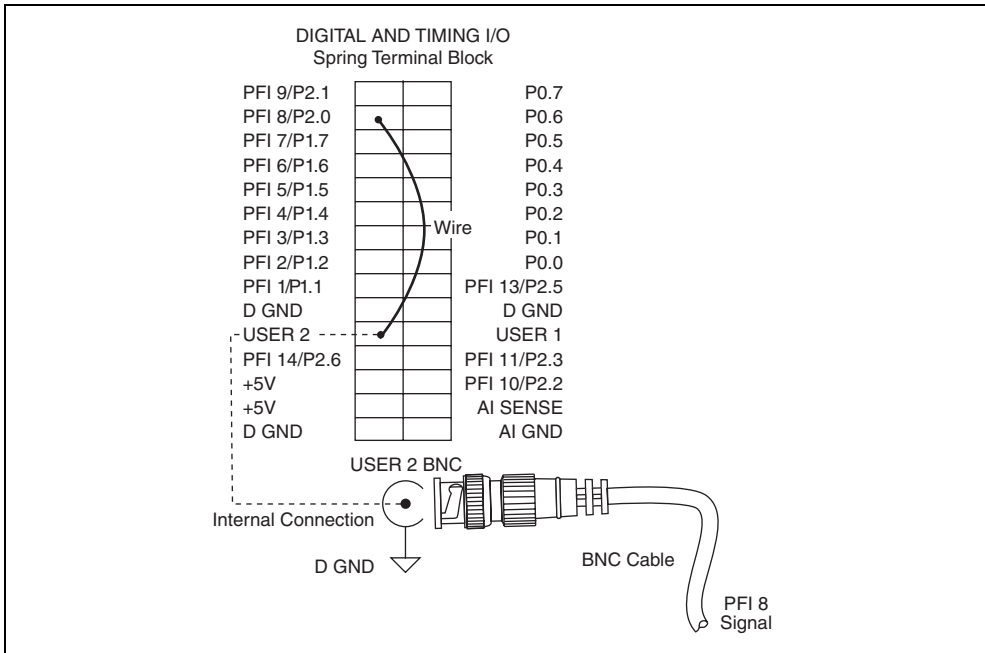 DIGITAL AND TIMING I/O
Spring Terminal Block
PFI 9/P2.1 P0.7
PFI 8/P2.0 P0.6
PFI 7/P1.7 P0.5
PFI 6/P1.6 P0.4
PFI 5/P1.5 P0.3
PFI 4/P1.4 P0.2
Wire
PFI 3/P1.3 P0.1
PFI 2/P1.2 P0.0
PFI 1/P1.1 PFI 13/P2.5
D GND D GND
USER 2 USER 1
PFI 14/P2.6 PFI 11/P2.3
+5V PFI 10/P2.2
+5V AI SENSE
D GND AI GND
USER 2 BNC
Internal Connection
D GND
BNC Cable
PFI 8
Signal